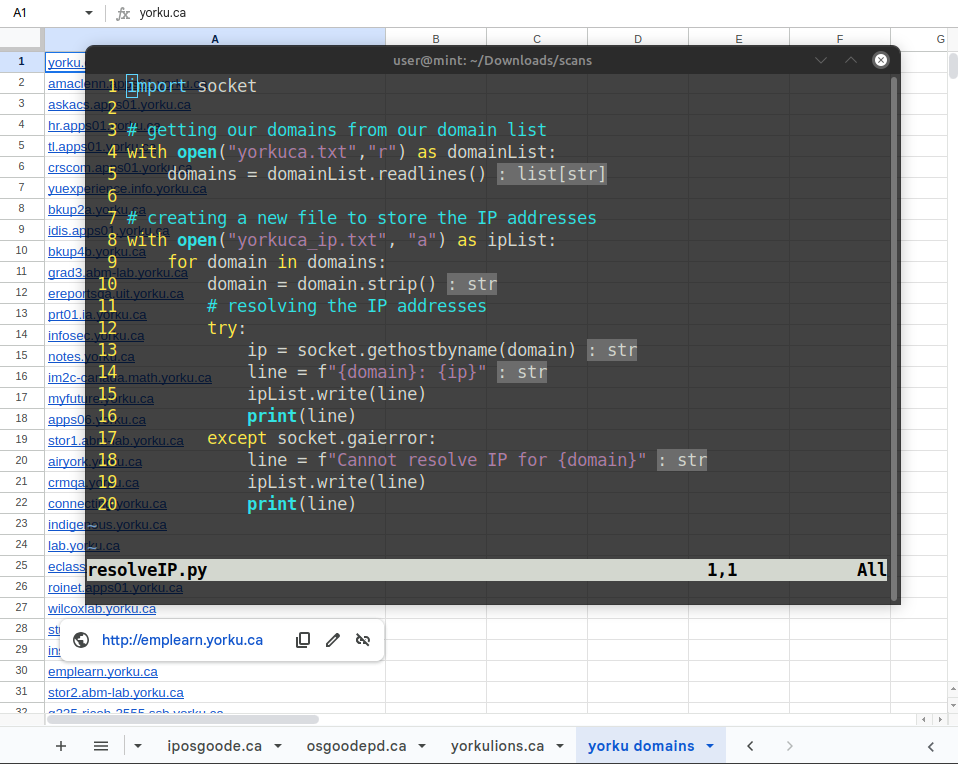 A1 fx yorku.ca
A B C D E F G
user@mint: ~/Downloads/scans
1 import socket
2
3 # getting our domains from our domain list
4 with open("yorkuca.txt","r") as domainList:
5     domains = domainList.readlines() : list[str]
6
7 # creating a new file to store the IP addresses
8 with open("yorkuca_ip.txt", "a") as ipList:
9     for domain in domains:
10         domain = domain.strip() : str
11         # resolving the IP addresses
12         try:
13             ip = socket.gethostbyname(domain) : str
14             line = f"{domain}: {ip}" : str
15             ipList.write(line)
16             print(line)
17         except socket.gaierror:
18             line = f"Cannot resolve IP for {domain}" : str
19             ipList.write(line)
20             print(line)
~
~
resolveIP.py 1,1 All
1 yorku.
2
3 askacs.apps01.yorku.ca
4 hr.apps01.yorku.ca
5 tl.apps01.yorku.ca
6 crscom.apps01.yorku.ca
7 yuexperience.info.yorku.ca
8 bkup2a.yorku.ca
9 idis.apps01.yorku.ca
10 bkup4b.yorku.ca
11 grad3.abm-lab.yorku.ca
12 ereportsqa.uit.yorku.ca
13 prt01.ia.yorku.ca
14 infosec.yorku.ca
15 notes.yorku.ca
16 im2c-canada.math.yorku.ca
17 myfuture.yorku.ca
18 apps06.yorku.ca
19 stor1.abm-lab.yorku.ca
20 airyork.yorku.ca
21 crmqa.yorku.ca
22
23 indigenous.yorku.ca
24 lab.yorku.ca
25 eclass
26 roinet.apps01.yorku.ca
27 wilcoxlab.yorku.ca
28
29
http://emplearn.yorku.ca
30 emplearn.yorku.ca
31 stor2.abm-lab.yorku.ca
32
iposgoode.ca osgoodepd.ca yorkulions.ca yorku domains